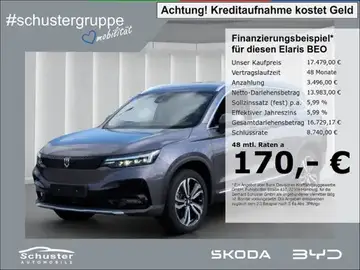 Achtung! Kreditaufnahme kostet Geld
#schustergruppe
mobilität
Finanzierungsbeispiel*
für diesen Elaris BEO
Unser Kaufpreis 17.479,00 €
Vertragslaufzeit 48 Monate
Anzahlung 3.496,00 €
Netto-Darlehensbetrag 13.983,00 €
Sollzinssatz (fest) p.a. 5,99 %
Effektiver Jahreszins 5,99 %
Gesamtdarlehensbetrag 16.729,17 €
Schlussrate 8.740,00 €
48 mtl. Raten a
170,- €
Schuster
AUTOMOBILE
SKODA
BYD